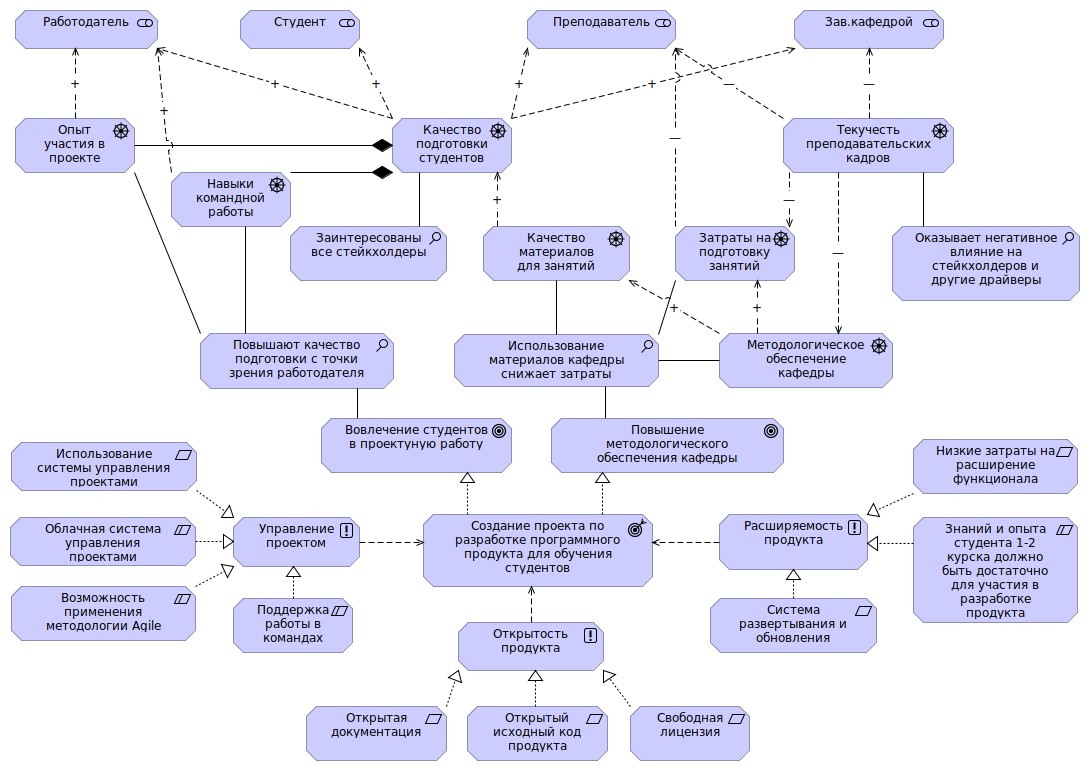 Работодатель
Студент
Преподаватель
Зав.кафедрой
+
+
+
+
+
+
—
—
Опыт
участия в
проекте
Качество
подготовки
студентов
Текучесть
преподавательских
кадров
—
Навыки
командной
работы
+
—
—
Заинтересованы
все стейкхолдеры
Качество
материалов
для занятий
Затраты на
подготовку
занятий
Оказывает негативное
влияние на
стейкхолдеров и
другие драйверы
+
+
Повышают качество
подготовки с точки
зрения работодателя
Использование
материалов кафедры
снижает затраты
Методологическое
обеспечение
кафедры
Вовлечение студентов
в проектуную работу
Повышение
методологического
обеспечения кафедры
Использование
системы управления
проектами
Низкие затраты на
расширение
функционала
Облачная система
управления
проектами
Управление
проектом
Создание проекта по
разработке программного
продукта для обучения
студентов
Расширяемость
продукта
Знаний и опыта
студента 1-2
курска должно
быть достаточно
для участия в
разработке
продукта
Возможность
применения
методологии Agile
Поддержка
работы в
командах
Система
развертывания и
обновления
Открытость
продукта
Открытая
документация
Открытый
исходный код
продукта
Свободная
лицензия